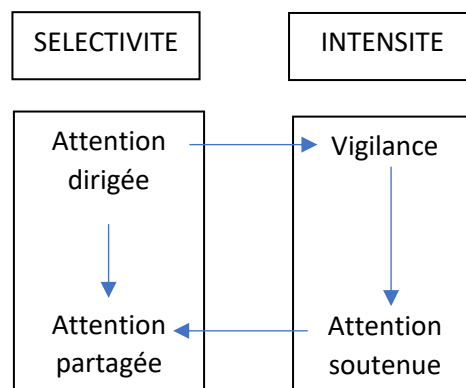 SELECTIVITE
INTENSITE
Attention
dirigée
Vigilance
Attention
partagée
Attention
soutenue